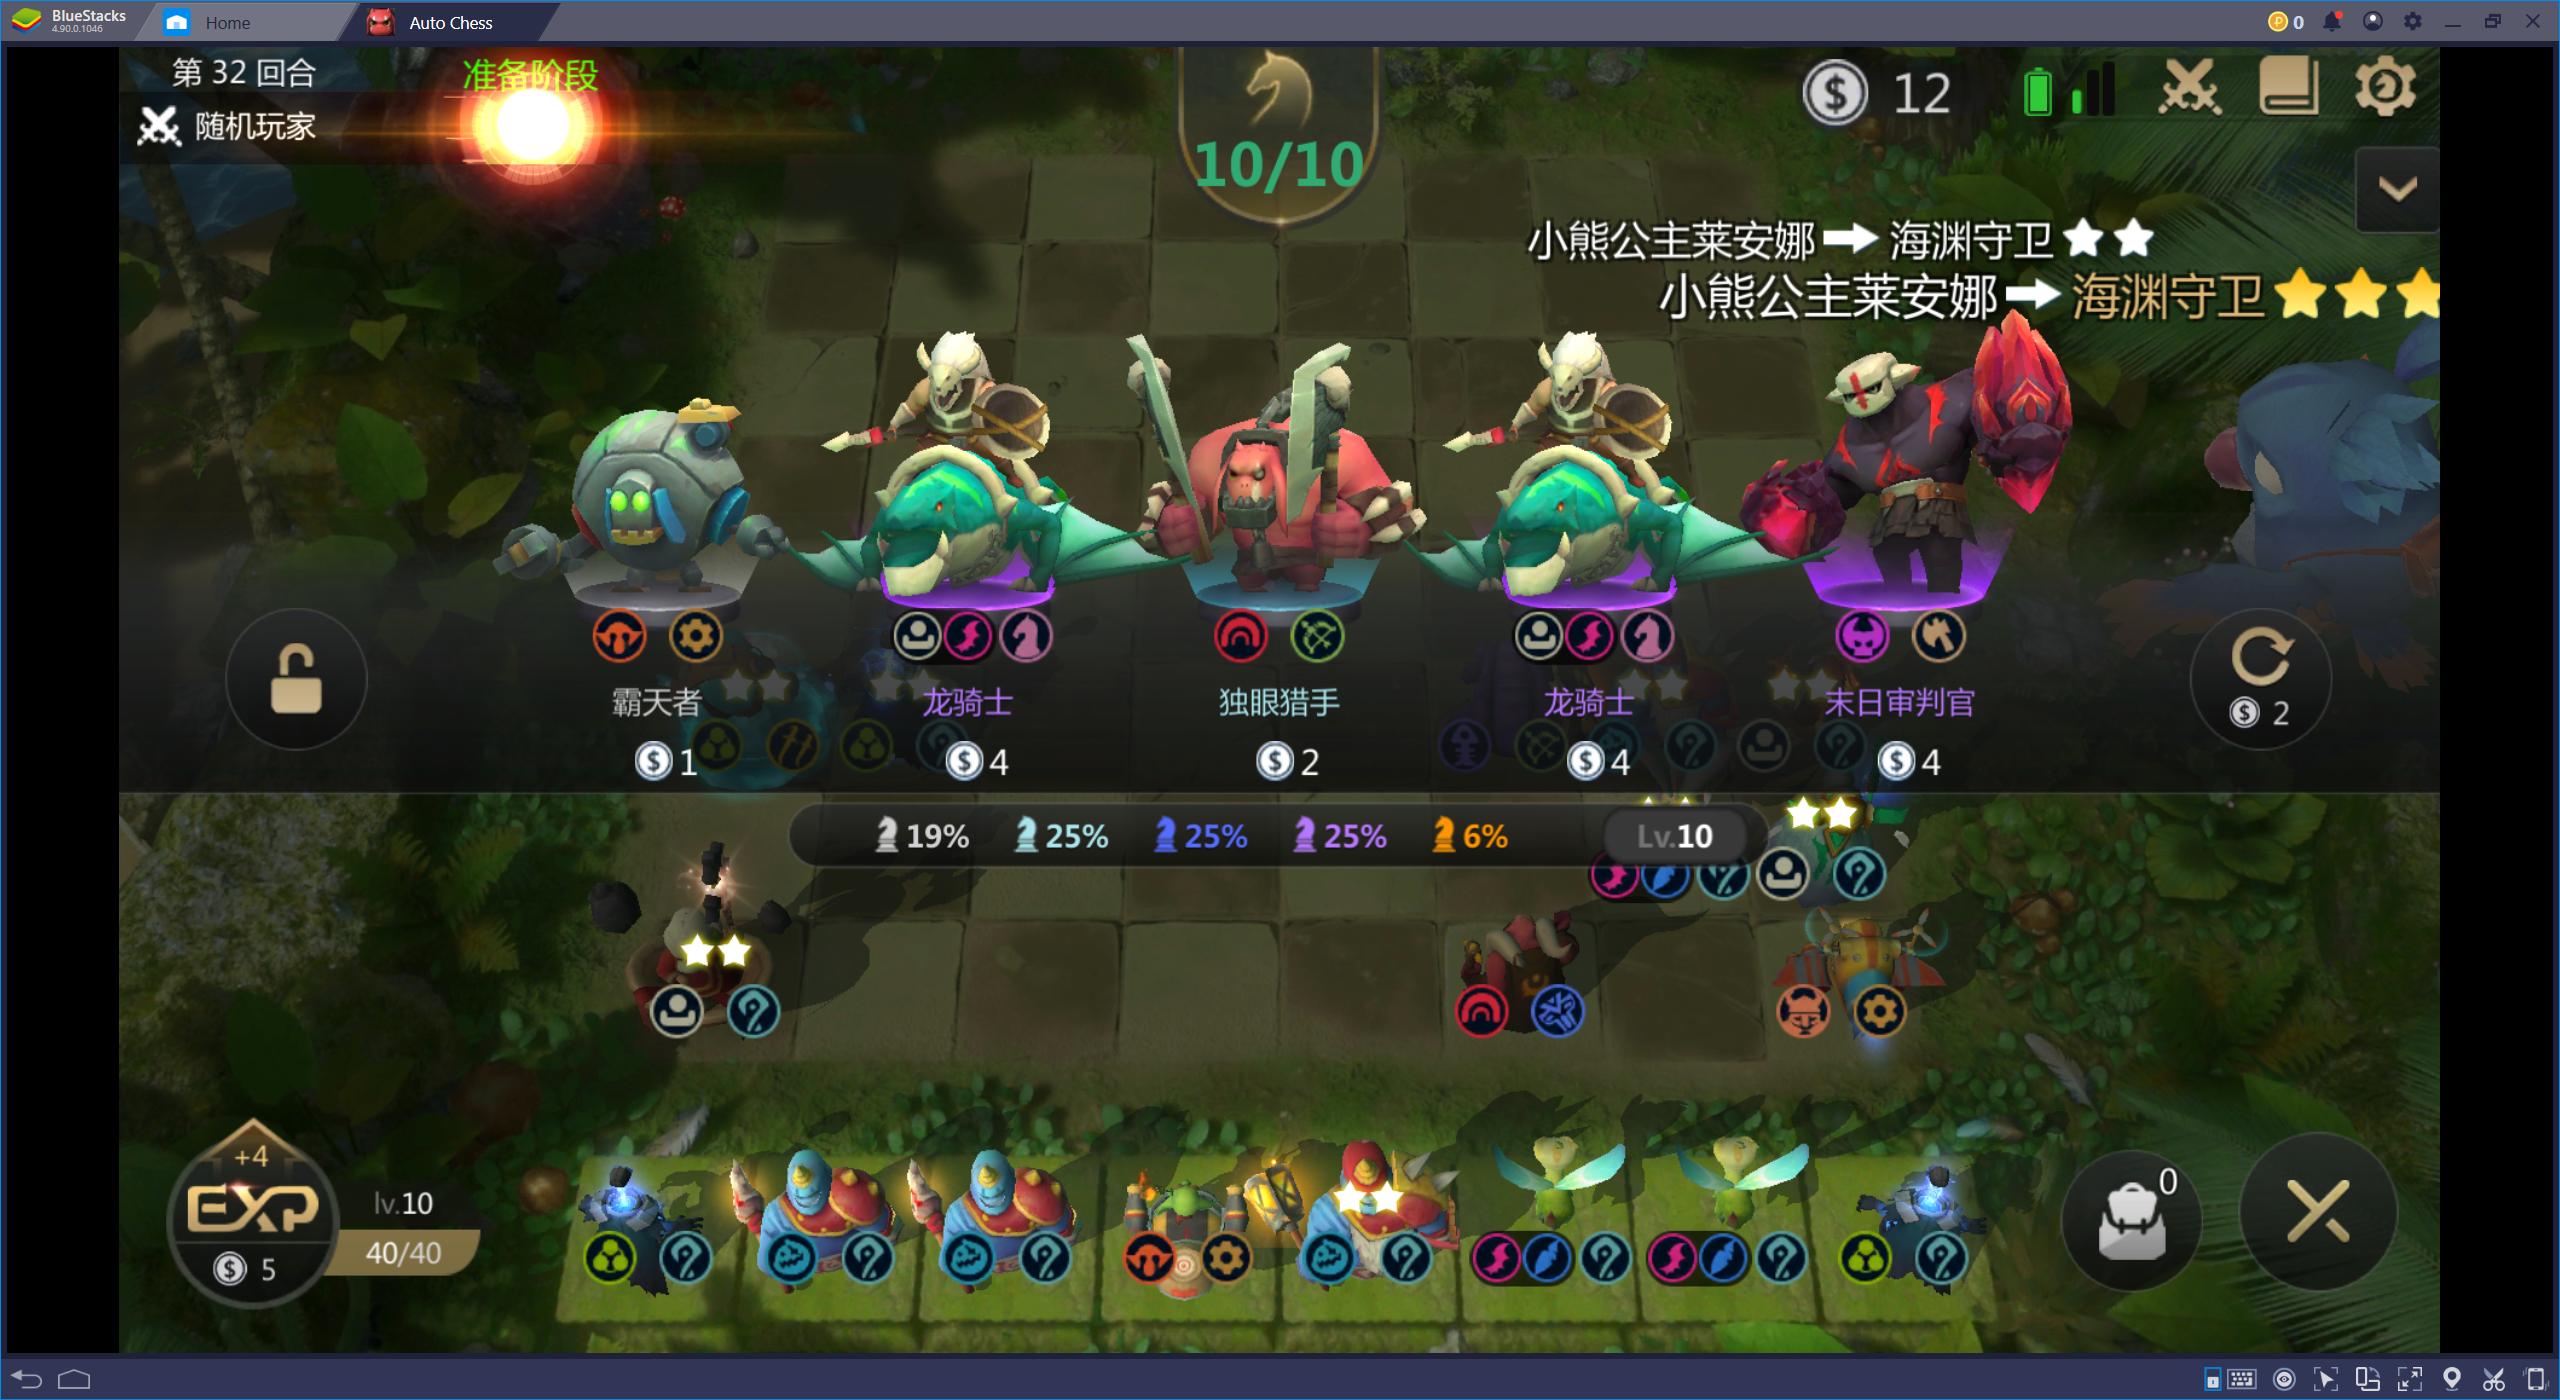 BlueStacks
4.90.0.1046
Home
Auto Chess
0
第 32 回合
准备阶段
随机玩家
10/10
12
小熊公主莱安娜 海渊守卫
小熊公主莱安娜 海渊守卫
霸天者
龙骑士
独眼猎手
龙骑士
末日审判官
2
1
4
2
4
4
19% 25% 25% 25% 6% Lv.10
+4
EXP
5
lv.10
40/40
0